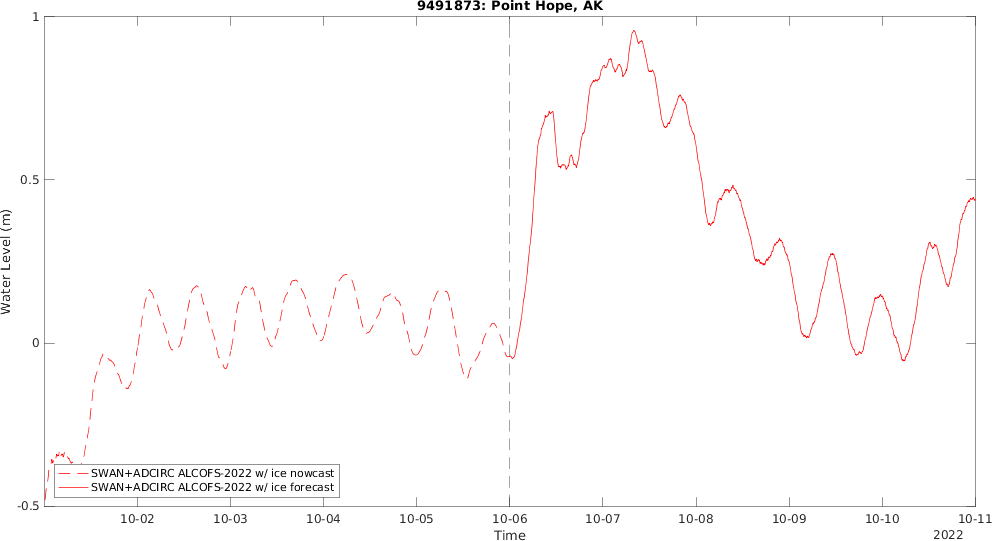 9491873: Point Hope, AK
1
0.5
0
-0.5
Water Level (m)
SWAN+ADCIRC ALCOFS-2022 w/ ice nowcast
SWAN+ADCIRC ALCOFS-2022 w/ ice forecast
10-02 10-03 10-04 10-05 10-06 10-07 10-08 10-09 10-10 10-11
Time
2022